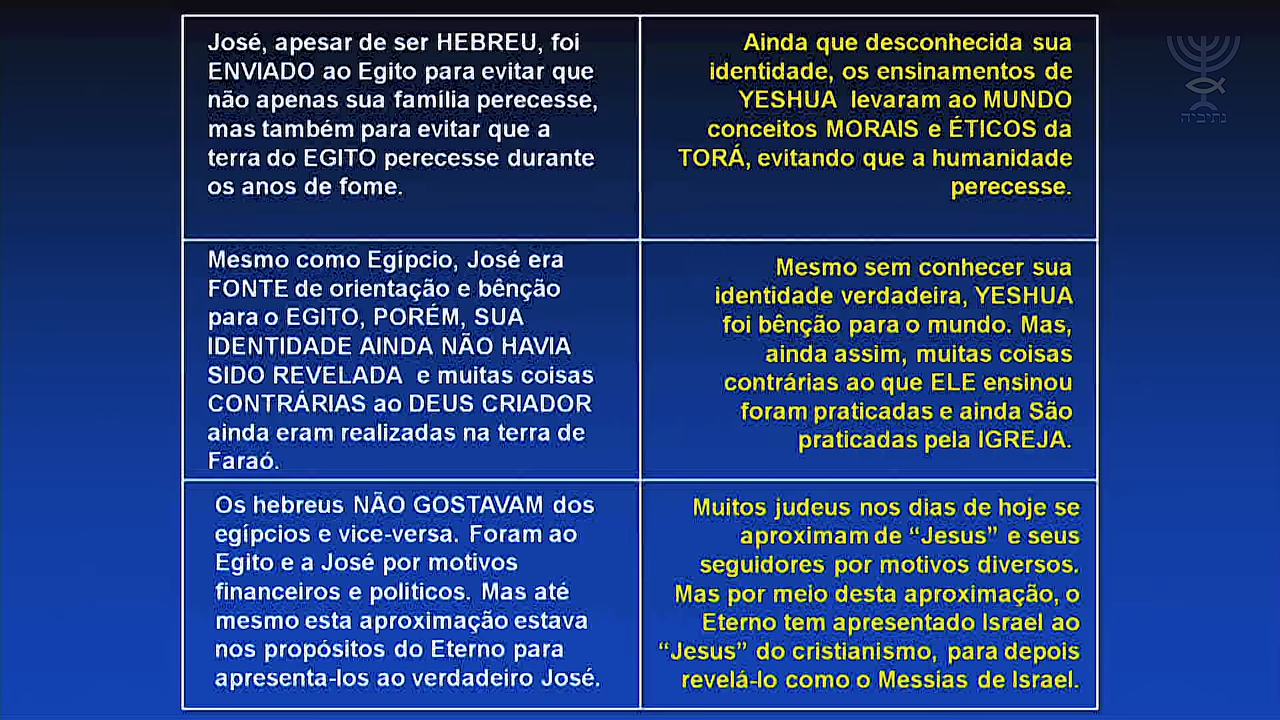 José, apesar de ser HEBREU, foi
ENVIADO ao Egito para evitar que
não apenas sua família perecesse,
mas também para evitar que a
terra do EGITO perecesse durante
os anos de fome.
Ainda que desconhecida sua
identidade, os ensinamentos de
YESHUA levaram ao MUNDO
conceitos MORAIS e ÉTICOS da
TORÁ, evitando que a humanidade
perecesse.
Mesmo como Egípcio, José era
FONTE de orientação e bênção
para o EGITO, PORÉM, SUA
IDENTIDADE AINDA NÃO HAVIA
SIDO REVELADA e muitas coisas
CONTRÁRIAS ao DEUS CRIADOR
ainda eram realizadas na terra de
Faraó.
Mesmo sem conhecer sua
identidade verdadeira, YESHUA
foi bênção para o mundo. Mas,
ainda assim, muitas coisas
contrárias ao que ELE ensinou
foram praticadas e ainda São
praticadas pela IGREJA.
Os hebreus NÃO GOSTAVAM dos
egípcios e vice-versa. Foram ao
Egito e a José por motivos
financeiros e políticos. Mas até
mesmo esta aproximação estava
nos propósitos do Eterno para
apresenta-los ao verdadeiro José.
Muitos judeus nos dias de hoje se
aproximam de “Jesus” e seus
seguidores por motivos diversos.
Mas por meio desta aproximação, o
Eterno tem apresentado Israel ao
“Jesus” do cristianismo, para depois
revelá-lo como o Messias de Israel.
נתיביה